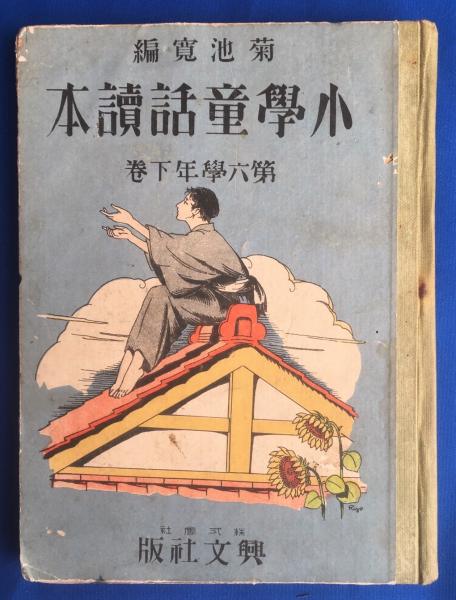 菊池寛編
小學童話讀本
第六學年下卷
株式會社
興文社版